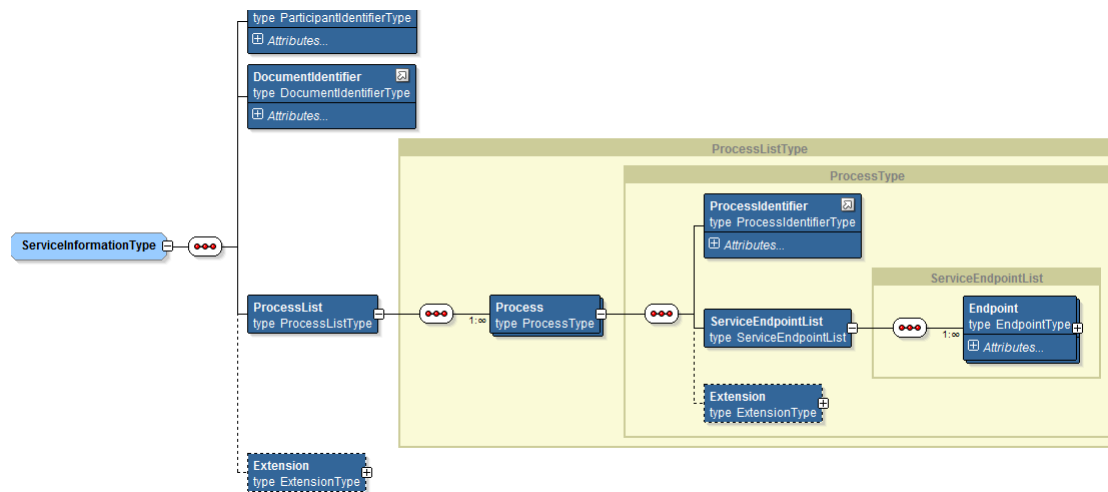 type ParticipantIdentifierType
Attributes...
DocumentIdentifier
type DocumentIdentifierType
Attributes...
ProcessListType
ProcessType
ProcessIdentifier
type ProcessIdentifierType
Attributes...
ServiceInformationType
ServiceEndpointList
ProcessList
type ProcessListType
1:∞
Process
type ProcessType
ServiceEndpointList
type ServiceEndpointList
1:∞
Endpoint
type EndpointType
Attributes...
Extension
type ExtensionType
Extension
type ExtensionType